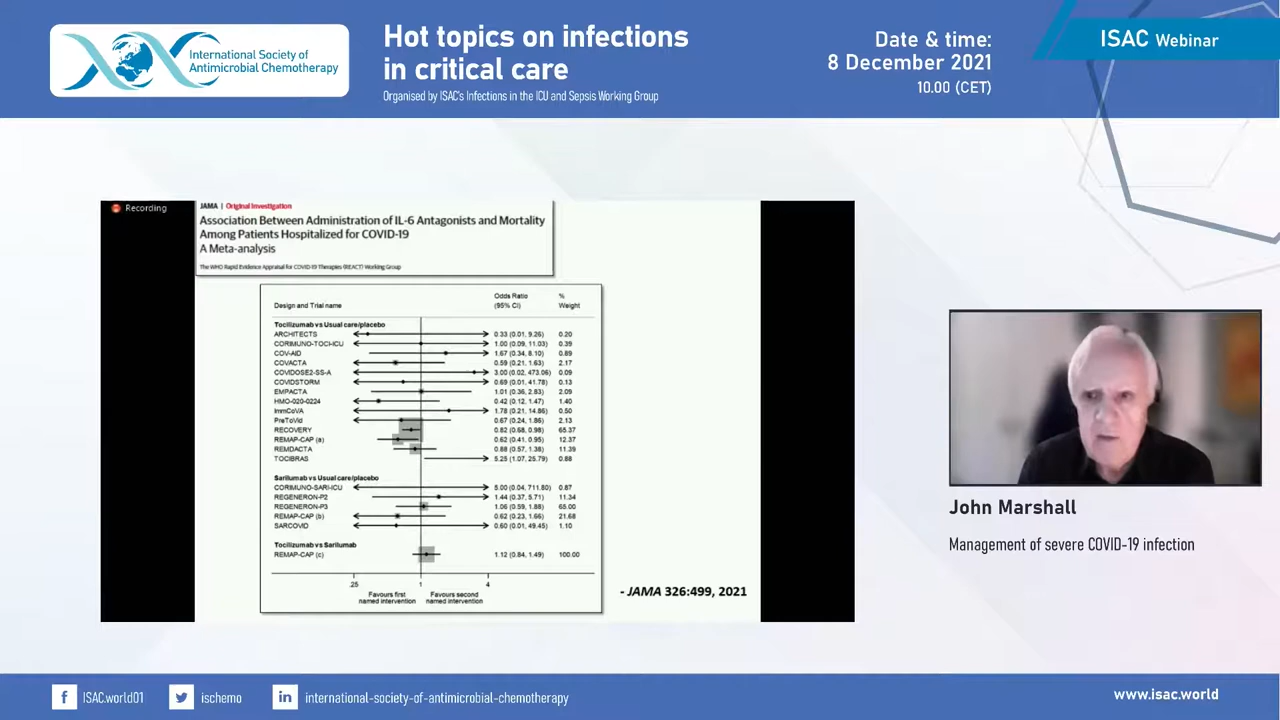 International Society of
Antimicrobial Chemotherapy
Hot topics on infections
in critical care
Organised by ISAC's Infections in the ICU and Sepsis Working Group
Date & time:
8 December 2021
10.00 (CET)
ISAC Webinar
Recording
JAMA | Original Investigation
Association Between Administration of IL-6 Antagonists and Mortality
Among Patients Hospitalized for COVID-19
A Meta-analysis
The WHO Rapid Evidence Appraisal for COVID-19 Therapies (REACT) Working Group
Odds Ratio %
Design and Trial name (95% CI) Weight
Tocilizumab vs Usual care/placebo
ARCHITECTS 0.33 (0.01, 9.26) 0.20
CORIMUNO-TOCI-ICU 1.00 (0.09, 11.03) 0.39
COV-AID 1.67 (0.34, 8.10) 0.89
COVACTA 0.59 (0.21, 1.63) 2.17
COVIDOSE2-SS-A 3.00 (0.02, 473.06) 0.09
COVIDSTORM 0.69 (0.01, 41.78) 0.13
EMPACTA 1.01 (0.36, 2.83) 2.09
HMO-020-0224 0.42 (0.12, 1.47) 1.40
ImmCoVA 1.78 (0.21, 14.86) 0.50
PreToVid 0.67 (0.24, 1.86) 2.13
RECOVERY 0.82 (0.68, 0.98) 65.37
REMAP-CAP (a) 0.62 (0.41, 0.95) 12.37
REMDACTA 0.88 (0.57, 1.38) 11.39
TOCIBRAS 5.25 (1.07, 25.79) 0.88
Sarilumab vs Usual care/placebo
CORIMUNO-SARI-ICU 5.00 (0.04, 711.80) 0.87
REGENERON-P2 1.44 (0.37, 5.71) 11.34
REGENERON-P3 1.06 (0.59, 1.88) 65.00
REMAP-CAP (b) 0.62 (0.23, 1.66) 21.68
SARCOVID 0.60 (0.01, 49.45) 1.10
Tocilizumab vs Sarilumab
REMAP-CAP (c) 1.12 (0.84, 1.49) 100.00
.25 1 4
Favours first Favours second
named intervention named intervention
- JAMA 326:499, 2021
John Marshall
Management of severe COVID-19 infection
ISAC.world01
ischemo
international-society-of-antimicrobial-chemotherapy
www.isac.world